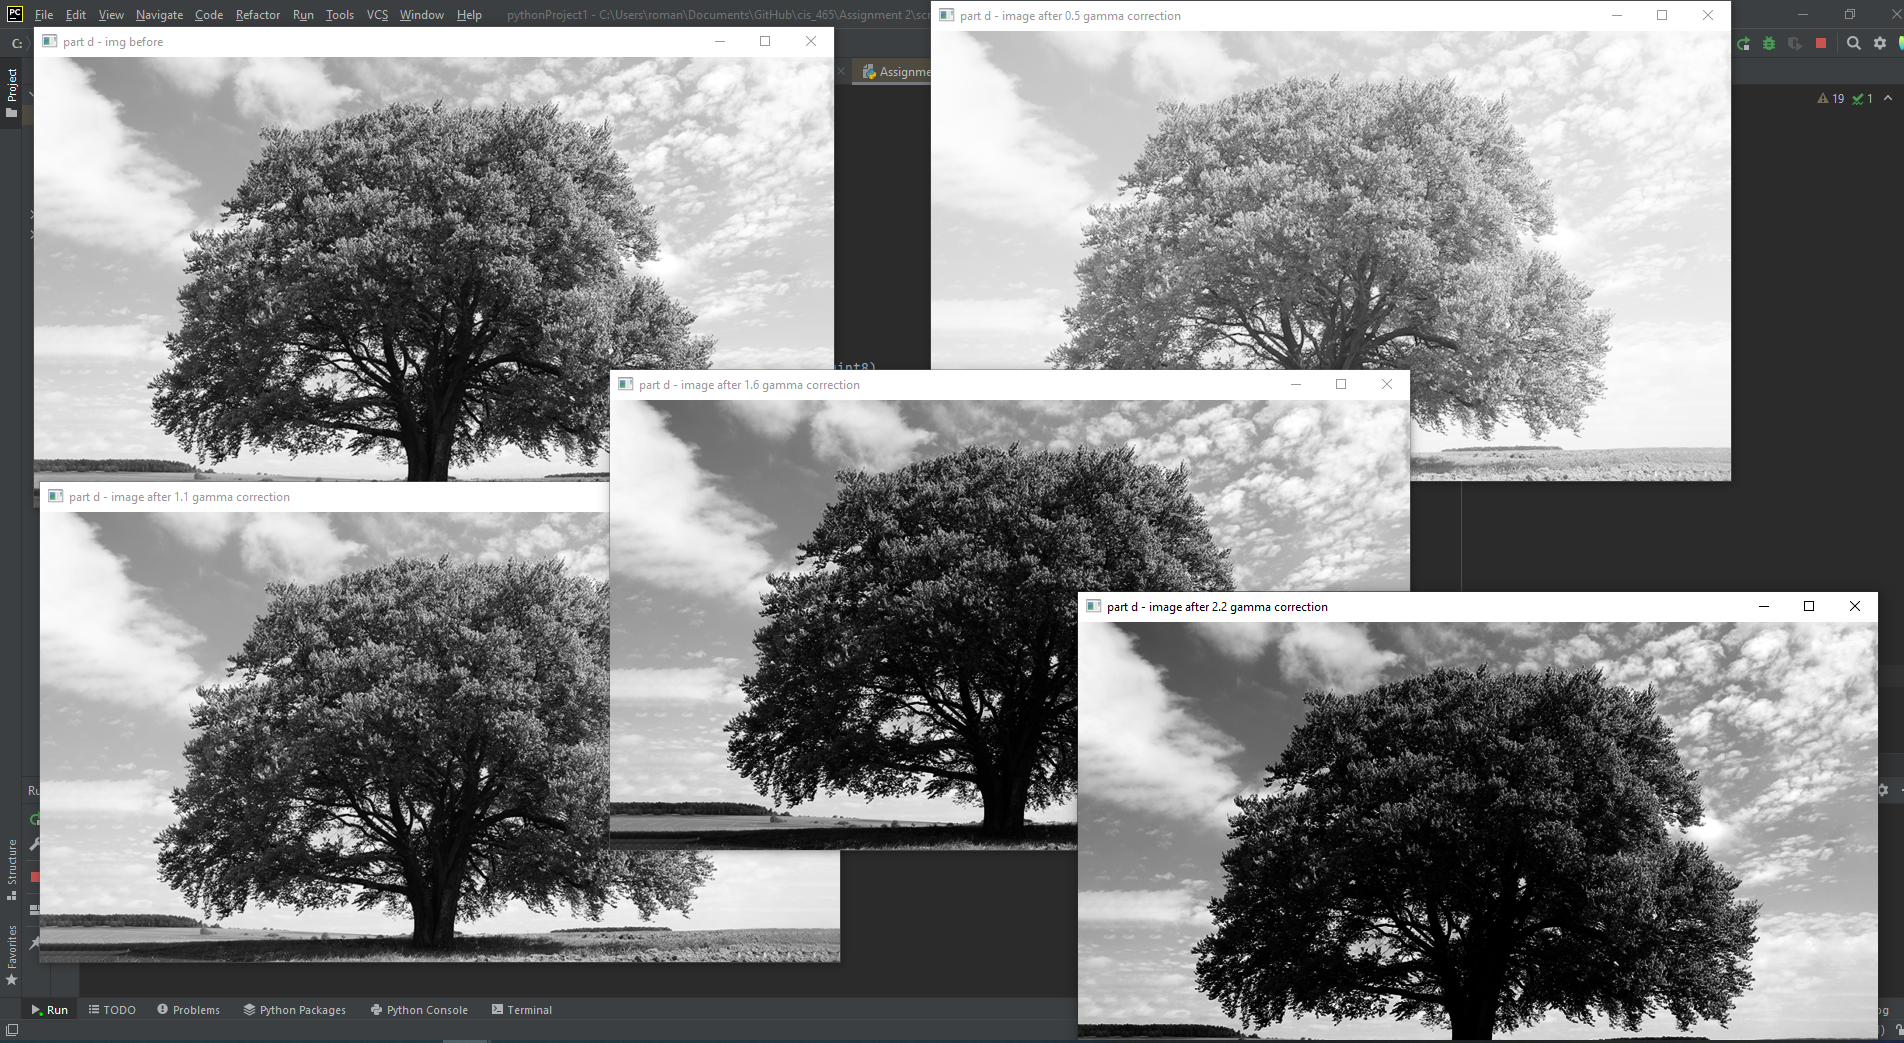 PC File Edit View Navigate Code Refactor Run Tools VCS Window Help pythonProject1 - C:\Users\roman\Documents\GitHub\cis_465\Assignment 2\scr
part d - image after 0.5 gamma correction
C:
part d - img before
Project
Assignme
19 1
int8)
part d - image after 1.6 gamma correction
part d - image after 1.1 gamma correction
part d - image after 2.2 gamma correction
Ru
Structure
Favorites
Run TODO Problems Python Packages Python Console Terminal
og